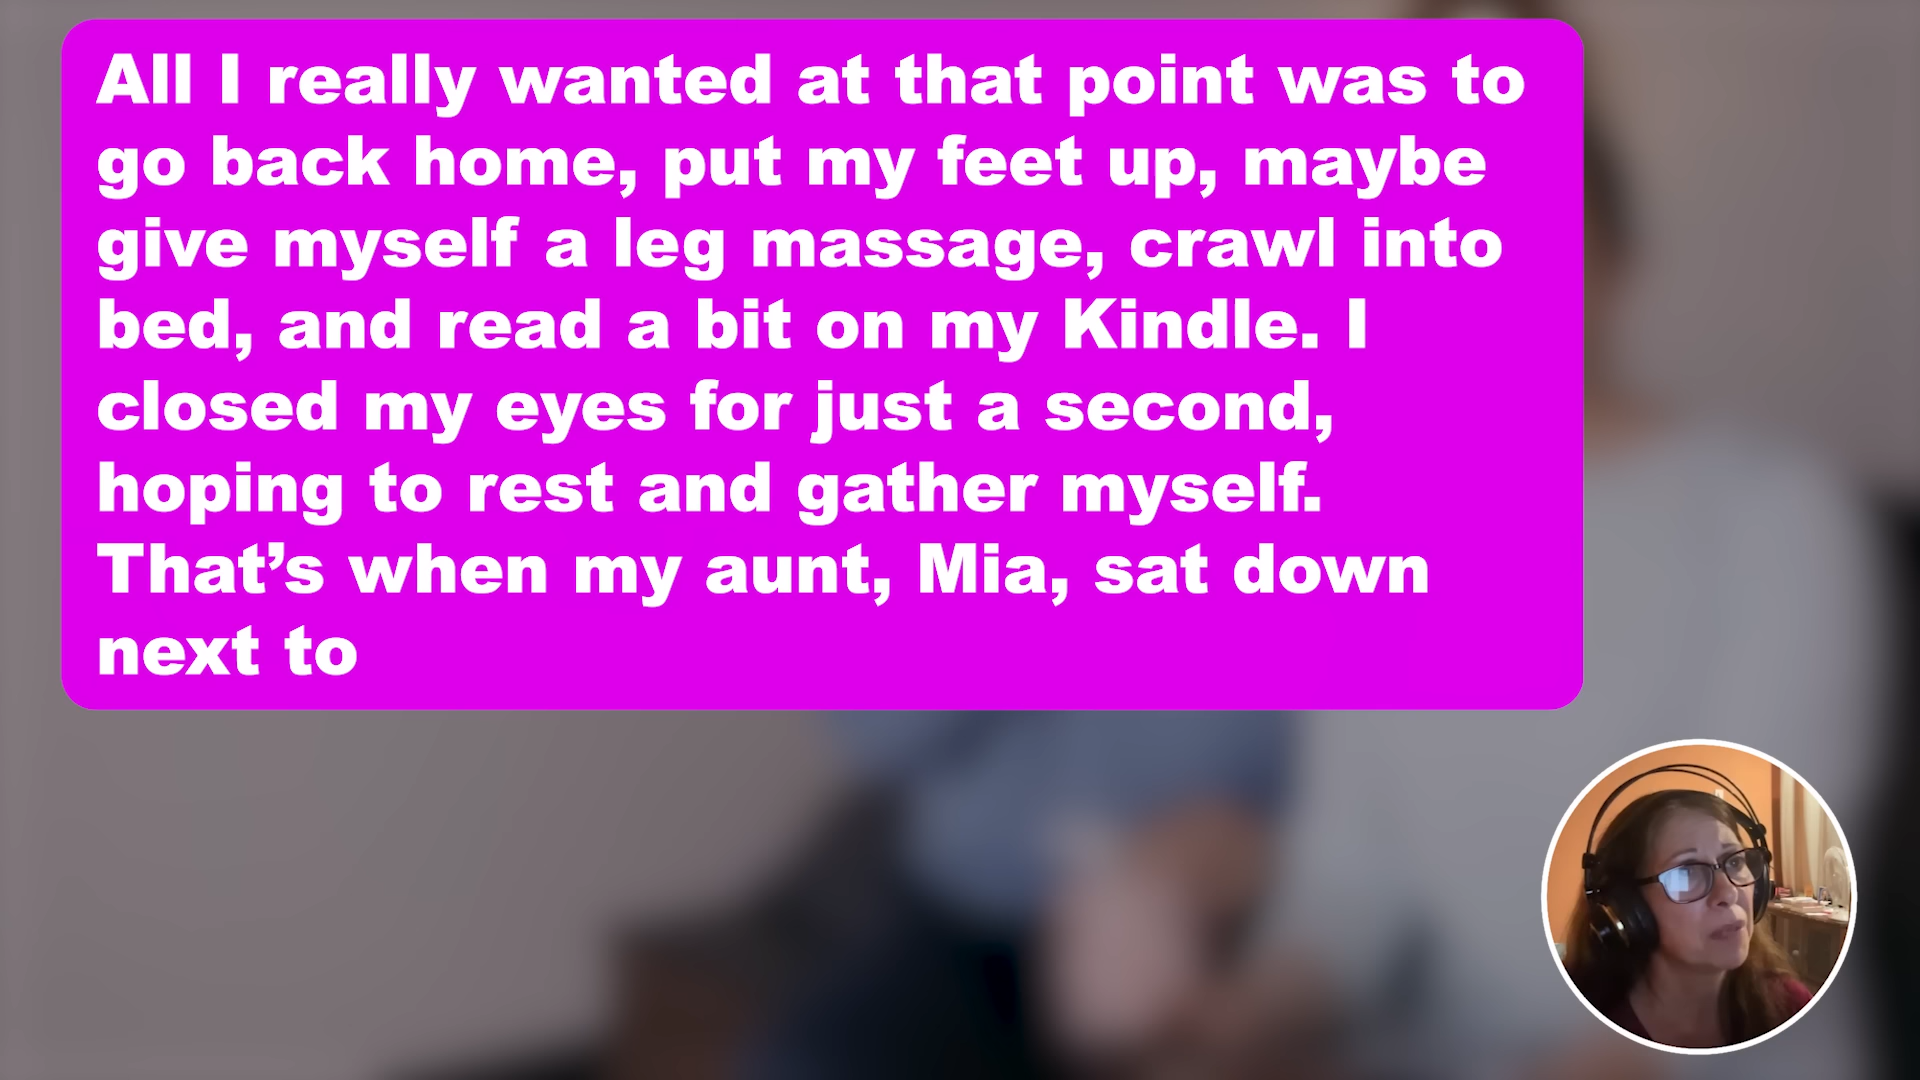 All I really wanted at that point was to
go back home, put my feet up, maybe
give myself a leg massage, crawl into
bed, and read a bit on my Kindle. I
closed my eyes for just a second,
hoping to rest and gather myself.
That’s when my aunt, Mia, sat down
next to